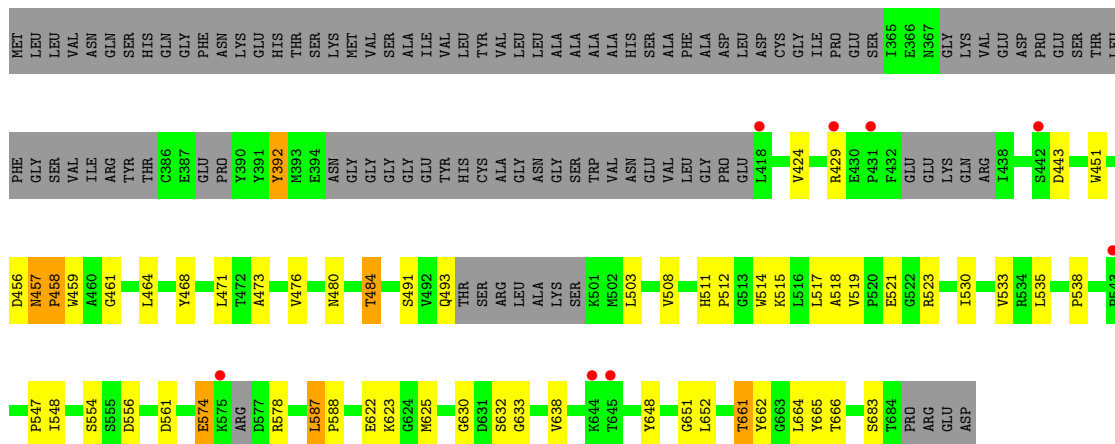 MET LEU LEU VAL ASN GLN SER HIS GLN GLY PHE ASN LYS GLU HIS THR SER LYS MET VAL SER ALA ILE VAL LEU TYR VAL LEU LEU ALA ALA ALA ALA HIS SER ALA PHE ALA ASP LEU ASP CYS GLY ILE PRO GLU SER I365 E366 N367 GLY LYS VAL GLU ASP PRO GLU SER THR LEU
PHE GLY SER VAL ILE ARG TYR THR C386 E387 GLU PRO Y390 Y391 Y392 M393 E394 ASN GLY GLY GLY GLY GLU TYR HIS CYS ALA GLY ASN GLY SER TRP VAL ASN GLU VAL LEU GLY PRO GLU L418 V424 R429 E430 P431 F432 GLU GLU LYS GLN ARG I438 S442 D443 W451
D456 N457 P458 W459 A460 G461 L464 Y468 L471 T472 A473 V476 N480 T484 S491 V492 Q493 THR SER ARG LEU ALA LYS SER K501 M502 L503 V508 H511 P512 G513 W514 K515 L516 L517 A518 V519 P520 E521 G522 R523 I530 V533 R534 L535 P538
P547 I548 S554 S555 D556 D561 E574 K575 ARG D577 R578 L587 P588 E622 K623 G624 M625 G630 D631 S632 G633 V638 K644 T645 Y648 G651 L652 T661 Y662 G663 L664 Y665 T666 S683 T684 PRO ARG GLU ASP